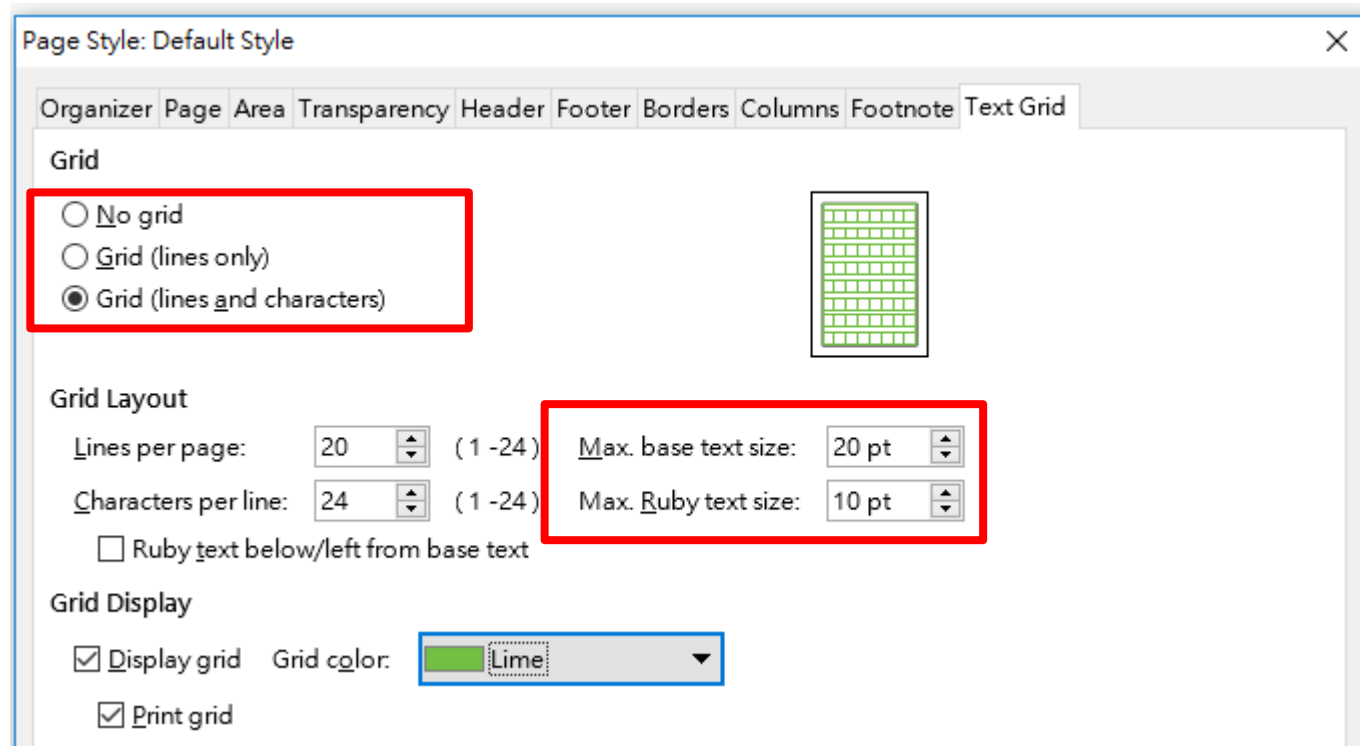 Page Style: Default Style
Organizer Page Area Transparency Header Footer Borders Columns Footnote Text Grid
Grid
No grid
Grid (lines only)
Grid (lines and characters)
Grid Layout
Lines per page: 20 ( 1 -24 ) Max. base text size: 20 pt
Characters per line: 24 ( 1 -24 ) Max. Ruby text size: 10 pt
Ruby text below/left from base text
Grid Display
Display grid Grid color: Lime
Print grid